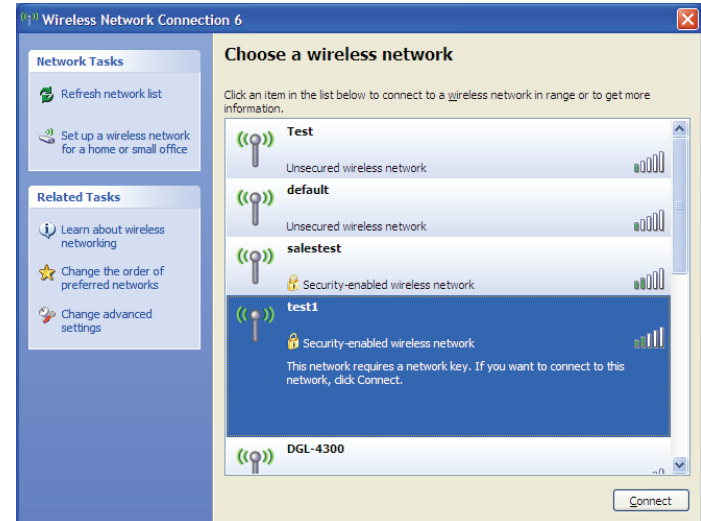 Wireless Network Connection 6
Network Tasks
Refresh network list
Set up a wireless network
for a home or small office
Related Tasks
Learn about wireless
networking
Change the order of
preferred networks
Change advanced
settings
Choose a wireless network
Click an item in the list below to connect to a wireless network in range or to get more
information.
Test
Unsecured wireless network
default
Unsecured wireless network
salestest
Security-enabled wireless network
test1
Security-enabled wireless network
This network requires a network key. If you want to connect to this
network, click Connect.
DGL-4300
Connect